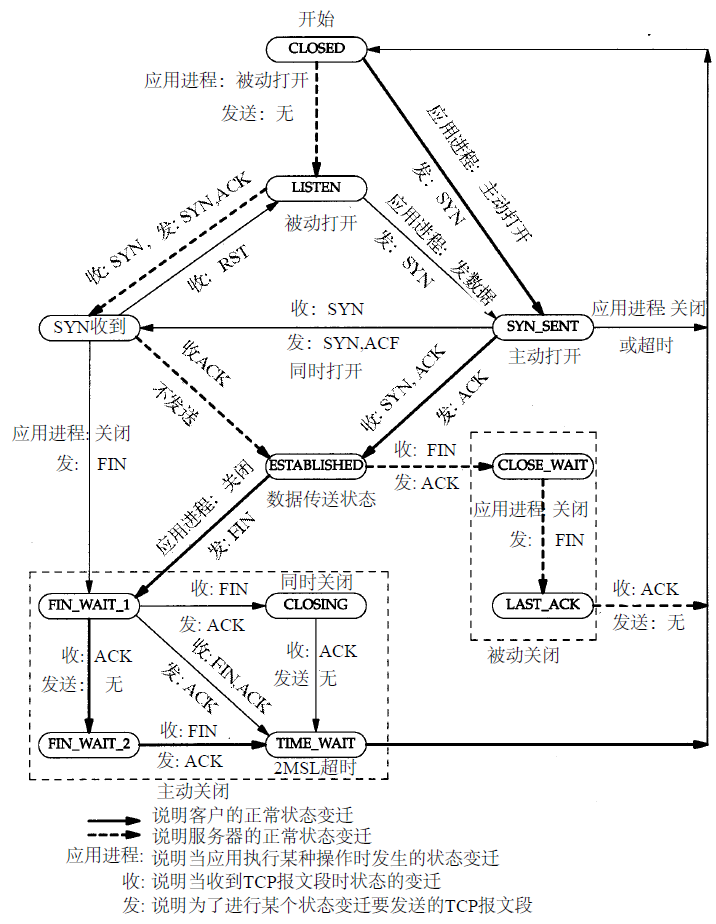 开始
CLOSED
应用进程: 被动打开
发送: 无
应用进程: 主动打开
发: SYN
LISTEN
被动打开
收: SYN, 发: SYN,ACK
收: RST
应用进程: 发数据
发: SYN
SYN收到
收: SYN
发: SYN,ACF
同时打开
SYN_SENT
主动打开
应用进程: 关闭
或超时
收ACK
不发送
收: SYN, ACK
发: ACK
应用进程: 关闭
发: FIN
ESTABLISHED
数据传送状态
收: FIN
发: ACK
CLOSE_WAIT
应用进程: 关闭
发: FIN
应用进程: 关闭
发: FIN
LAST_ACK
收: ACK
发送: 无
被动关闭
FIN_WAIT_1
收: FIN
发: ACK
同时关闭
CLOSING
收: ACK
发送: 无
收: FIN,ACK
发: ACK
收: ACK
发送 无
FIN_WAIT_2
收: FIN
发: ACK
TIME_WAIT
2MSL超时
主动关闭
说明客户的正常状态变迁
说明服务器的正常状态变迁
应用进程: 说明当应用执行某种操作时发生的状态变迁
收: 说明当收到TCP报文段时状态的变迁
发: 说明为了进行某个状态变迁要发送的TCP报文段